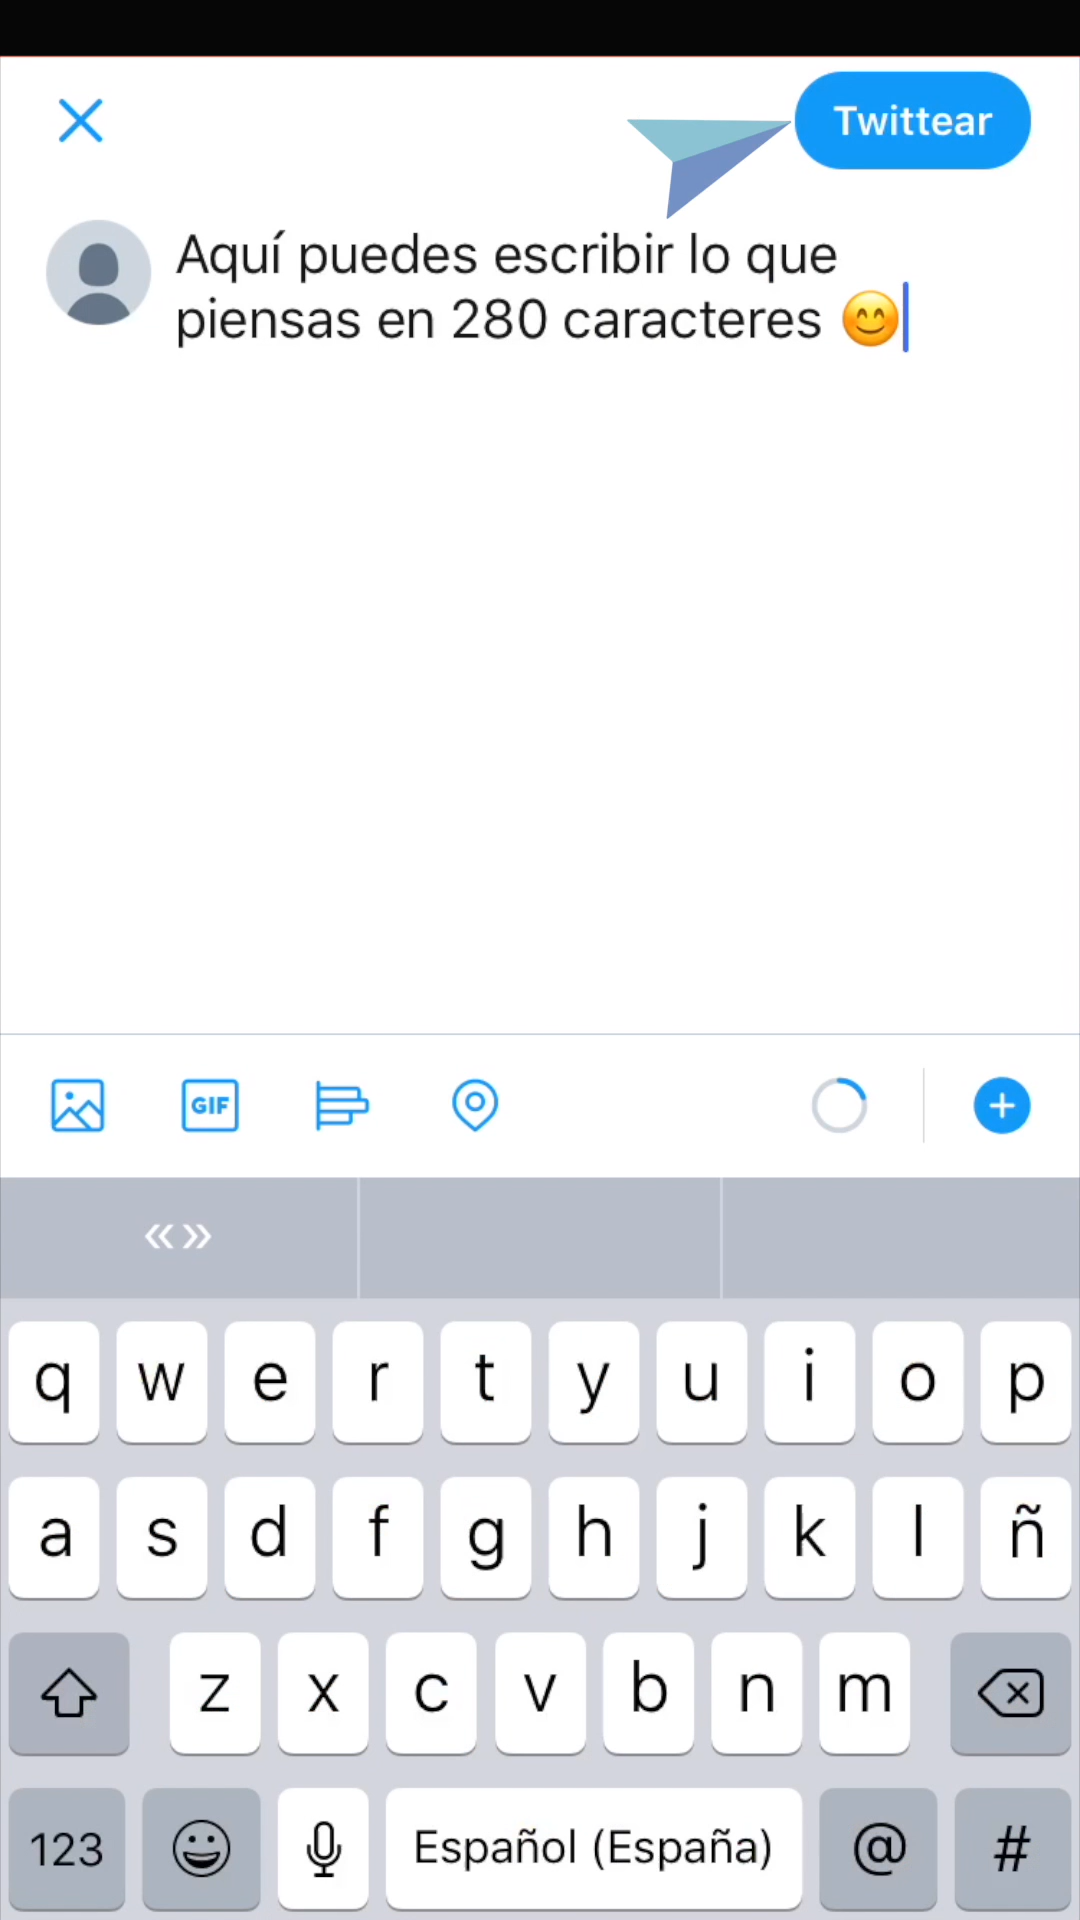 Twittear
Aquí puedes escribir lo que
piensas en 280 caracteres 😊
GIF
«»
q w e r t y u i o p
a s d f g h j k l ñ
z x c v b n m
123 Español (España) @ #